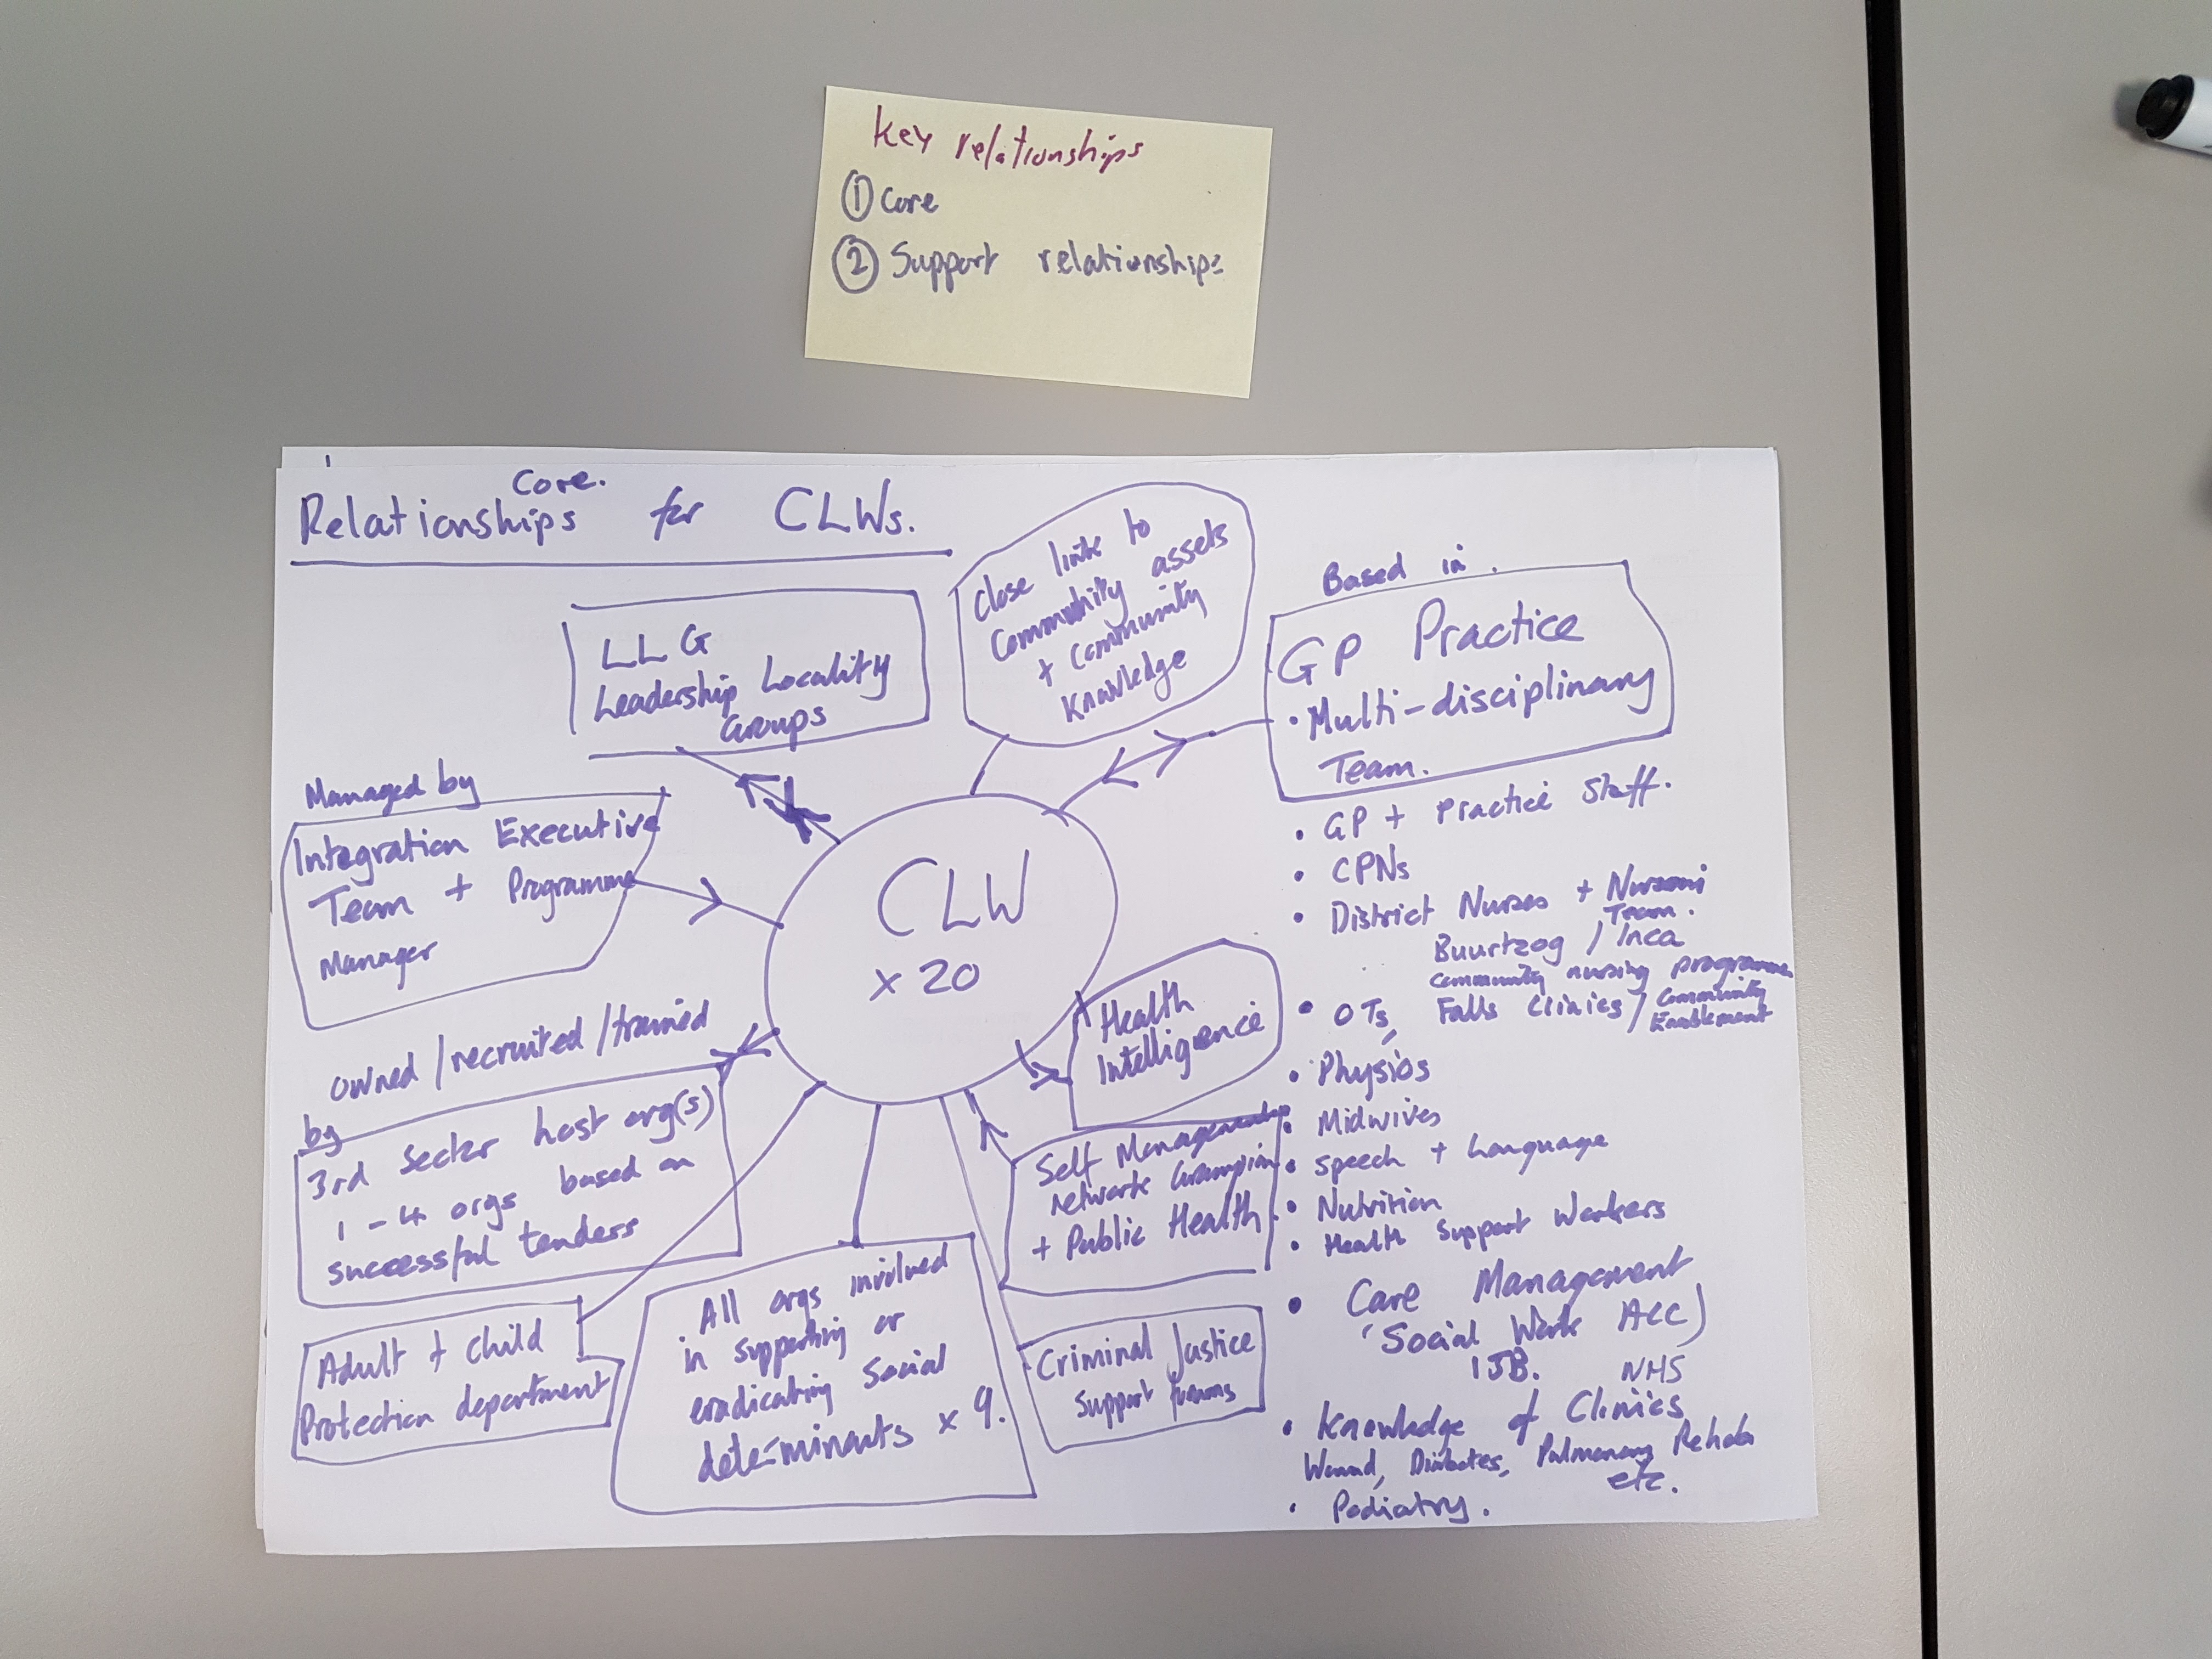 Key relationships
① Core
② Support relationships
Core.
Relationships for CLWs.
LLG
Leadership Locality
Groups
Close links to
Community assets
+ Community
Knowledge
Based in.
GP Practice
• Multi-disciplinary
Team.
• GP + Practice Staff.
• CPNs
• District Nurses + Nursing
Team.
Buurtzog / Inca
Community nursing programme
• OTs, Falls Clinics / Community
Enablement
• Physios
• Midwives
• Speech + Language
• Nutrition
• Health Support Workers
• Care Management
(Social Work ACC)
IJB. NHS
• Knowledge of Clinics
Wound, Diabetes, Pulmonary Rehab
etc.
• Podiatry.
Managed by
Integration Executive
Team + Programme
Manager
CLW
x 20
owned / recruited / trained
by
3rd Sector host org(s)
1 - 4 orgs based on
successful tenders
Health
Intelligence
Self Management
network Grampian
+ Public Health
Adult + Child
Protection department
All orgs involved
in supporting or
eradicating Social
determinants x 9.
Criminal Justice
Support